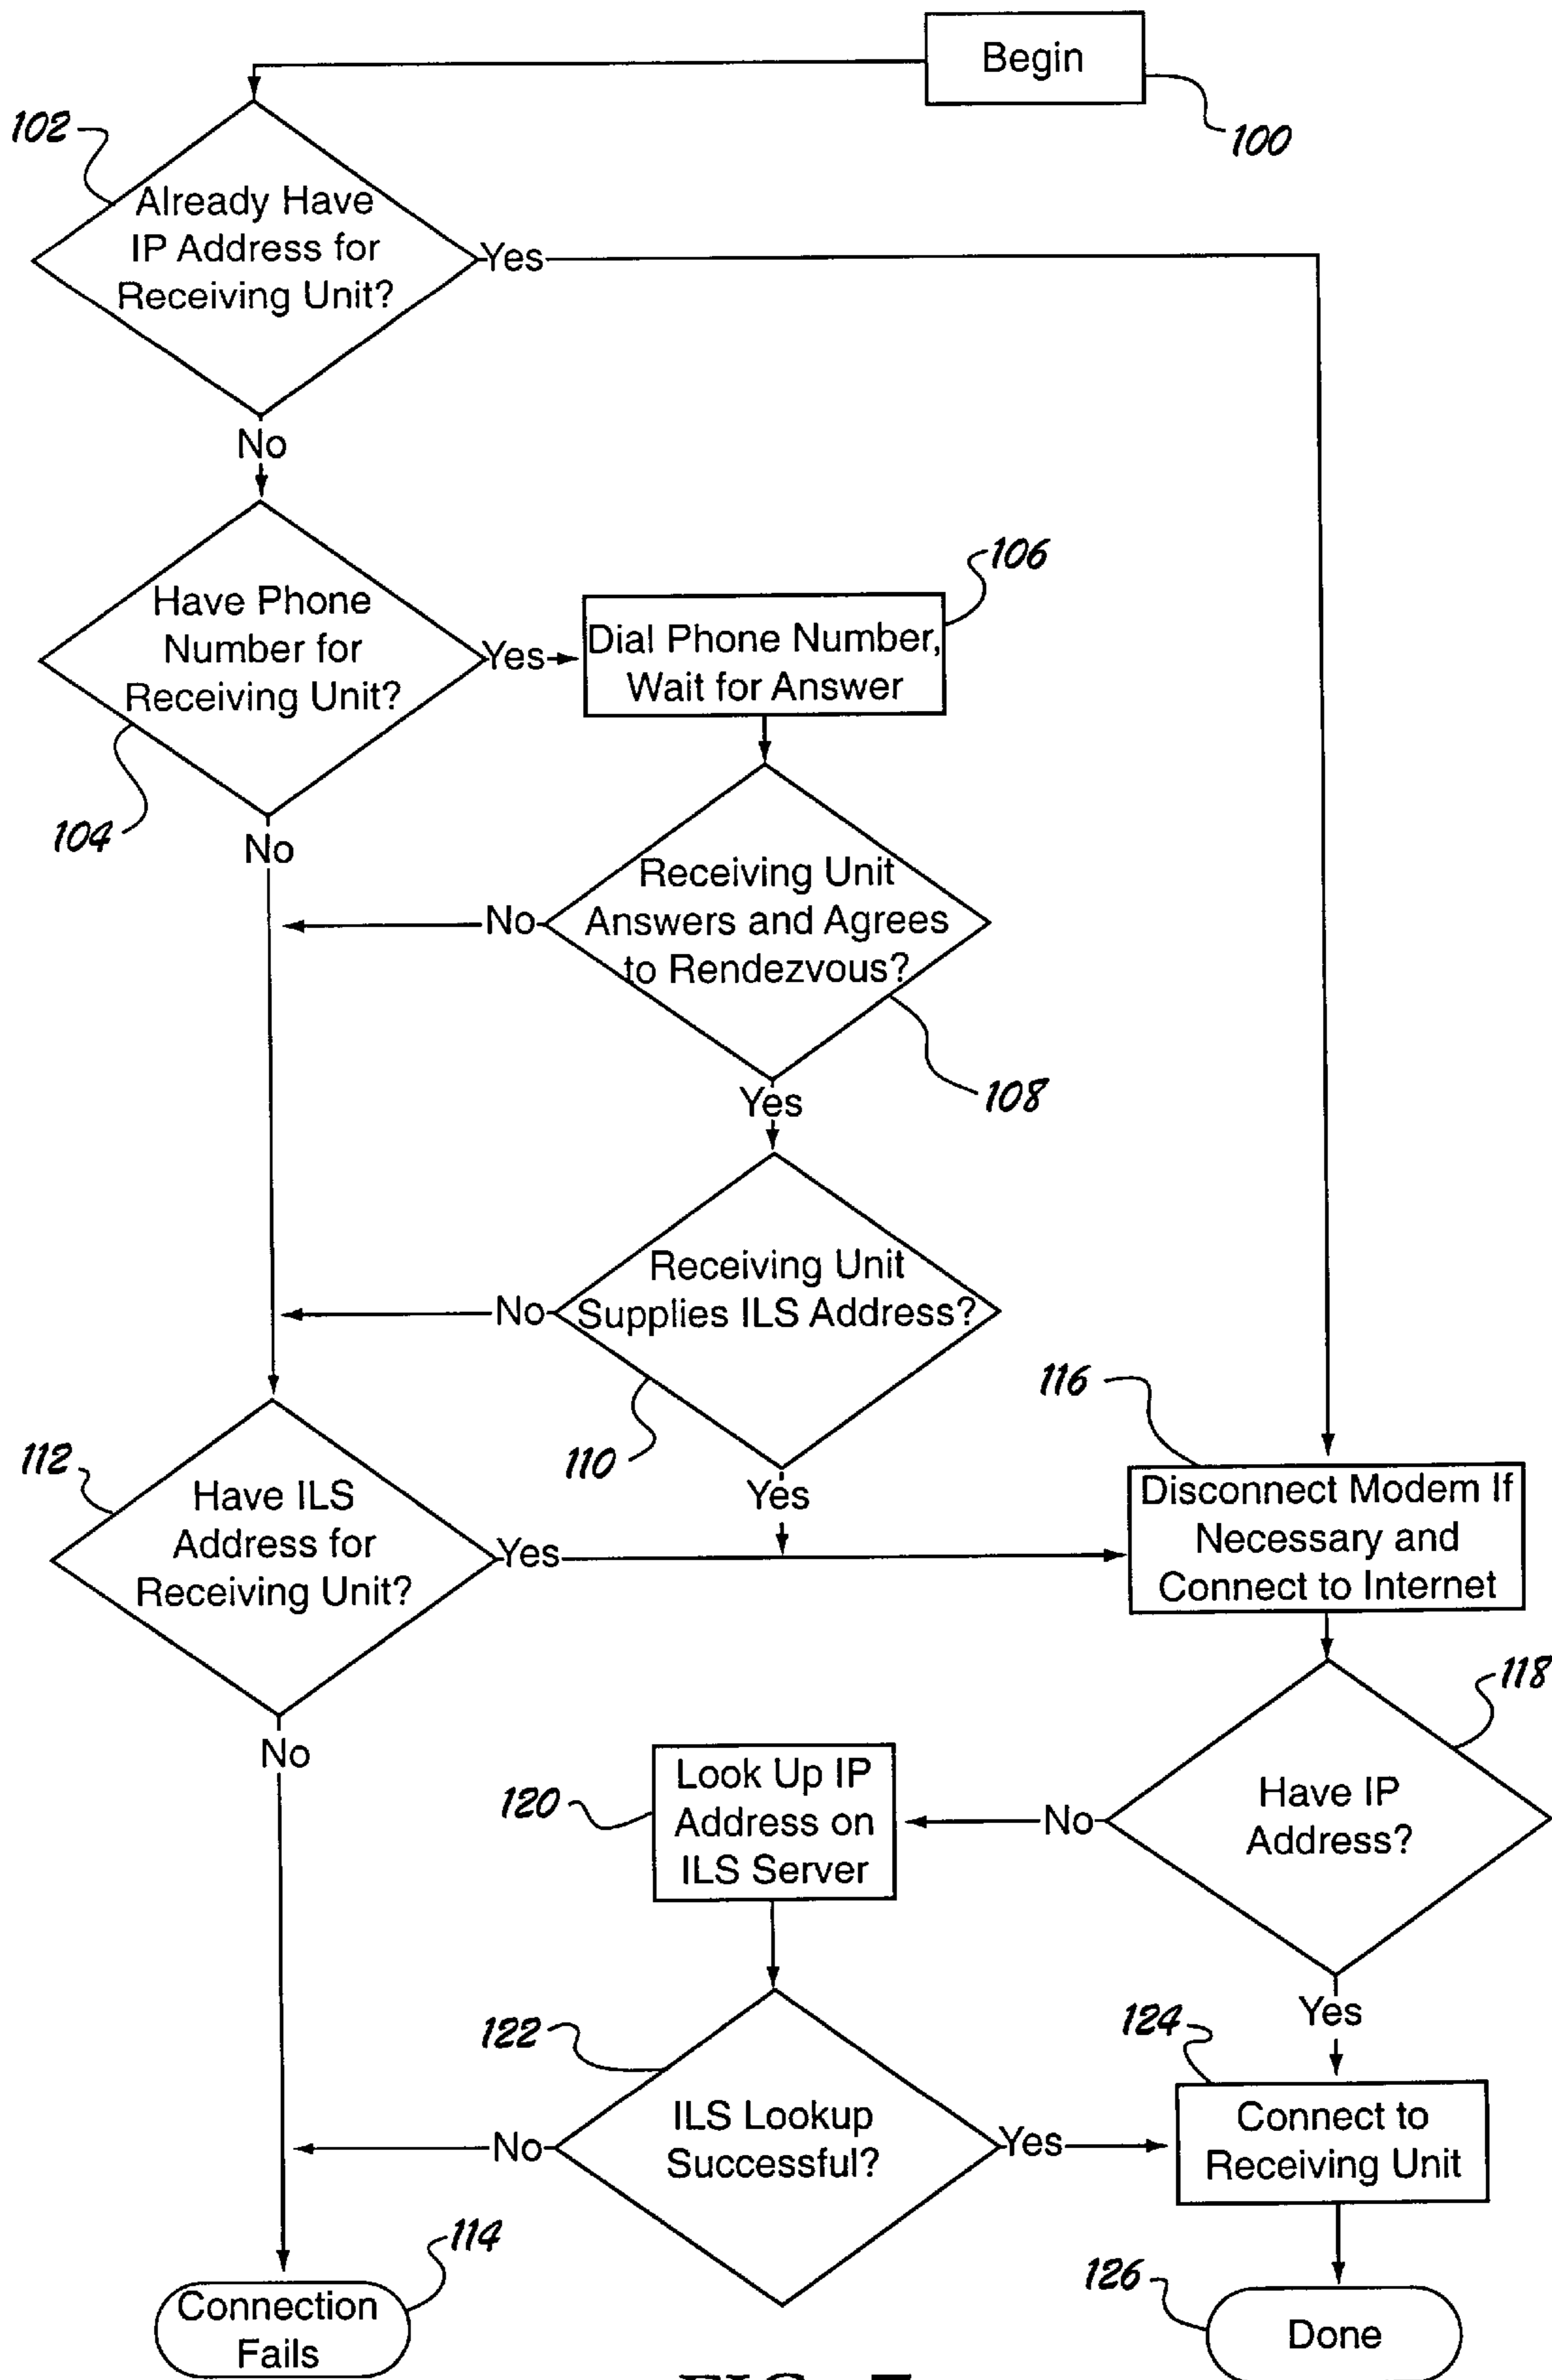 Begin
100
102
Already Have
IP Address for
Receiving Unit?
Yes
No
Have Phone
Number for
Receiving Unit?
Yes
106
Dial Phone Number,
Wait for Answer
104
No
Receiving Unit
Answers and Agrees
to Rendezvous?
No
108
Yes
Receiving Unit
Supplies ILS Address?
No
110
Yes
112
Have ILS
Address for
Receiving Unit?
Yes
116
Disconnect Modem If
Necessary and
Connect to Internet
No
118
Have IP
Address?
No
120
Look Up IP
Address on
ILS Server
Yes
122
ILS Lookup
Successful?
No
Yes
124
Connect to
Receiving Unit
114
Connection
Fails
126
Done